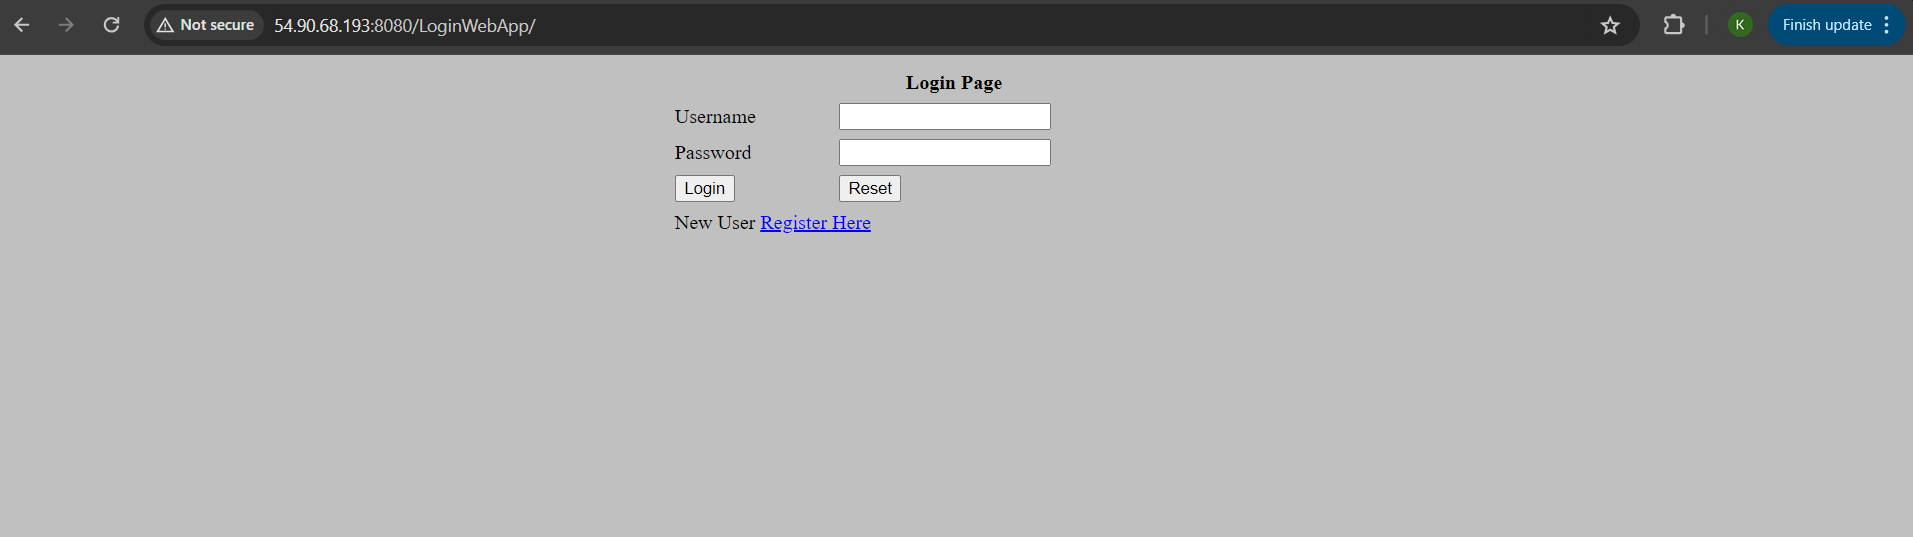 Not secure 54.90.68.193:8080/LoginWebApp/ K Finish update
Login Page
Username
Password
Login Reset
New User Register Here